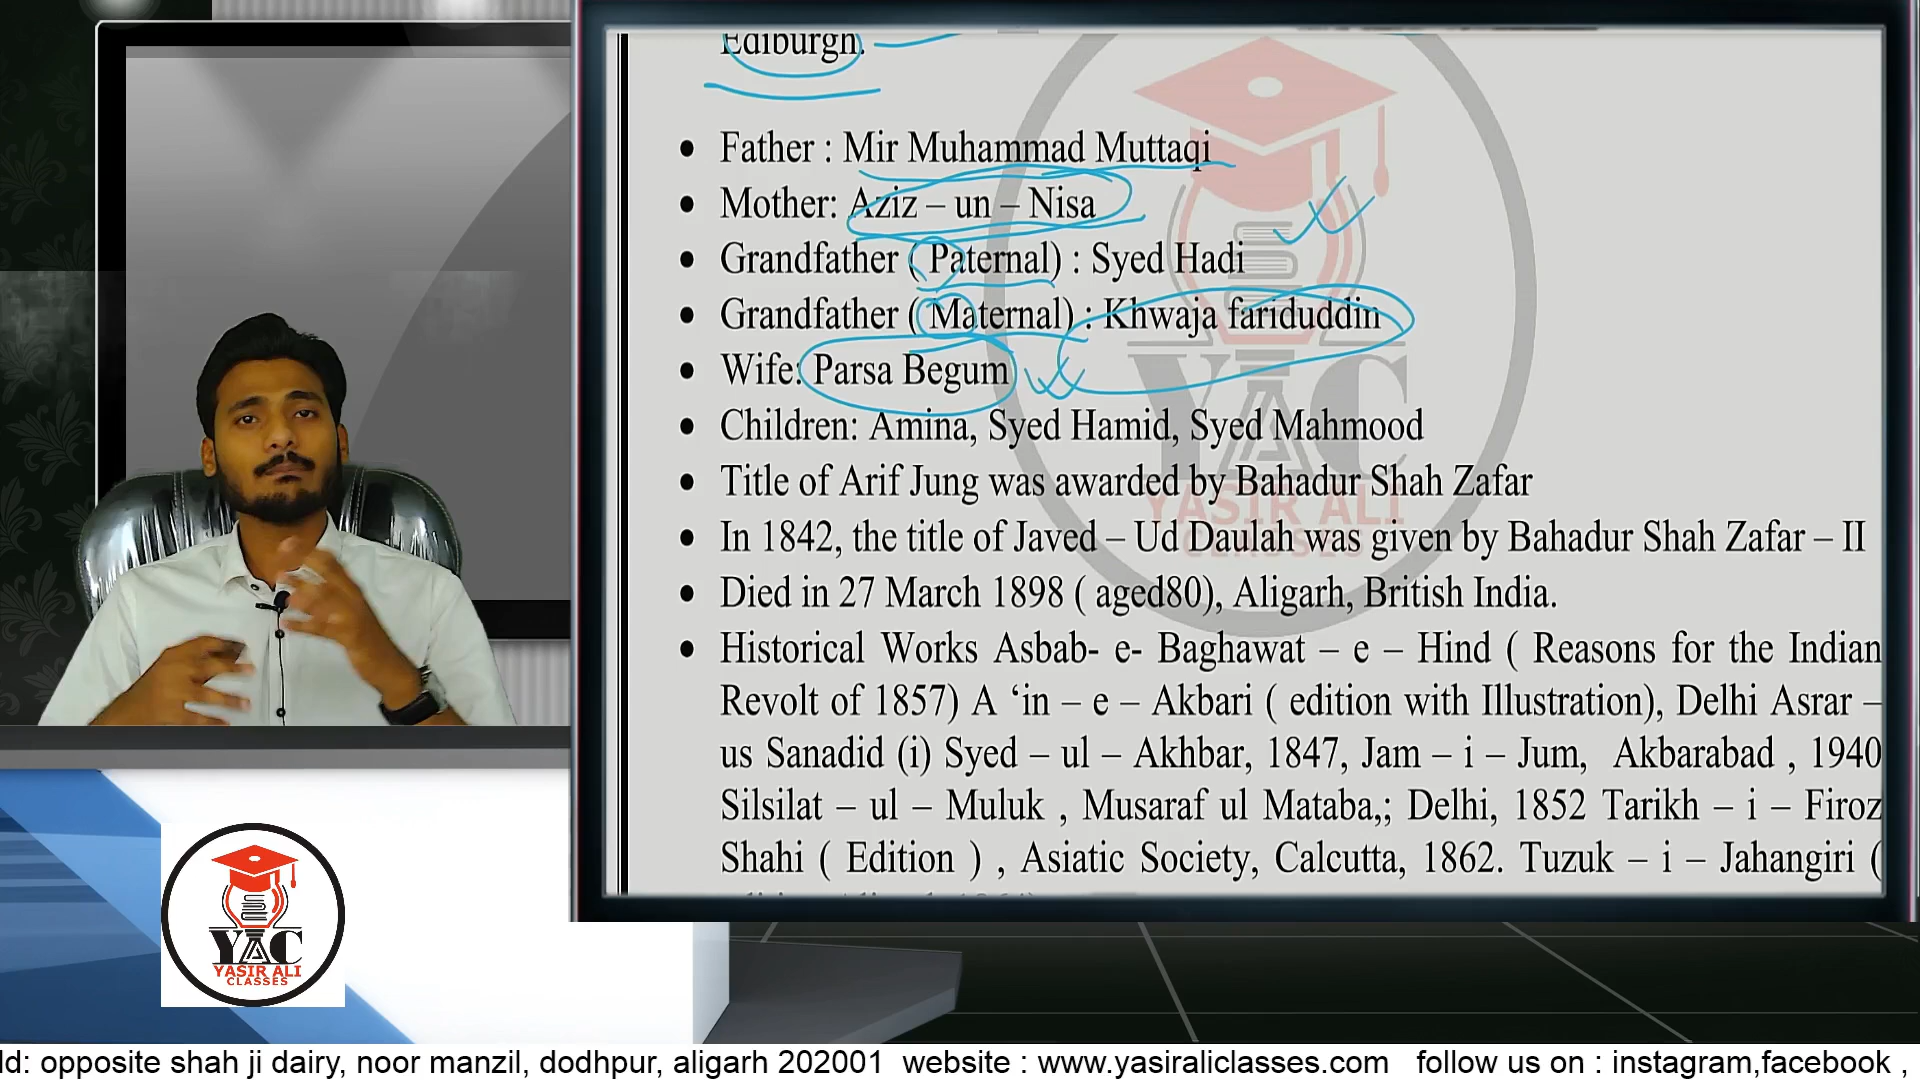 Ediburgh.
Father : Mir Muhammad Muttaqi
Mother: Aziz – un – Nisa
Grandfather ( Paternal) : Syed Hadi
Grandfather ( Maternal) : Khwaja fariduddin
Wife: Parsa Begum
Children: Amina, Syed Hamid, Syed Mahmood
Title of Arif Jung was awarded by Bahadur Shah Zafar
In 1842, the title of Javed – Ud Daulah was given by Bahadur Shah Zafar – II
Died in 27 March 1898 ( aged80), Aligarh, British India.
Historical Works Asbab- e- Baghawat – e – Hind ( Reasons for the Indian
Revolt of 1857) A ‘in – e – Akbari ( edition with Illustration), Delhi Asrar –
us Sanadid (i) Syed – ul – Akhbar, 1847, Jam – i – Jum, Akbarabad , 1940
Silsilat – ul – Muluk , Musaraf ul Mataba,; Delhi, 1852 Tarikh – i – Firoz
Shahi ( Edition ) , Asiatic Society, Calcutta, 1862. Tuzuk – i – Jahangiri (
YAC
YASIR ALI
CLASSES
YAC
YASIR ALI
CLASSES
ld: opposite shah ji dairy, noor manzil, dodhpur, aligarh 202001 website : www.yasiraliclasses.com follow us on : instagram,facebook ,